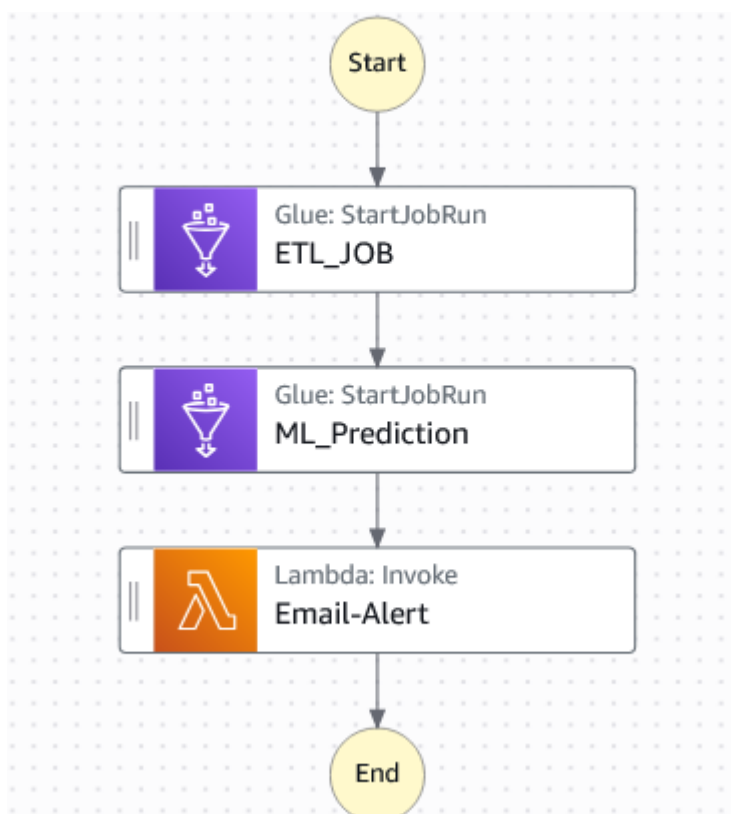 Start
Glue: StartJobRun
ETL_JOB
Glue: StartJobRun
ML_Prediction
Lambda: Invoke
Email-Alert
End